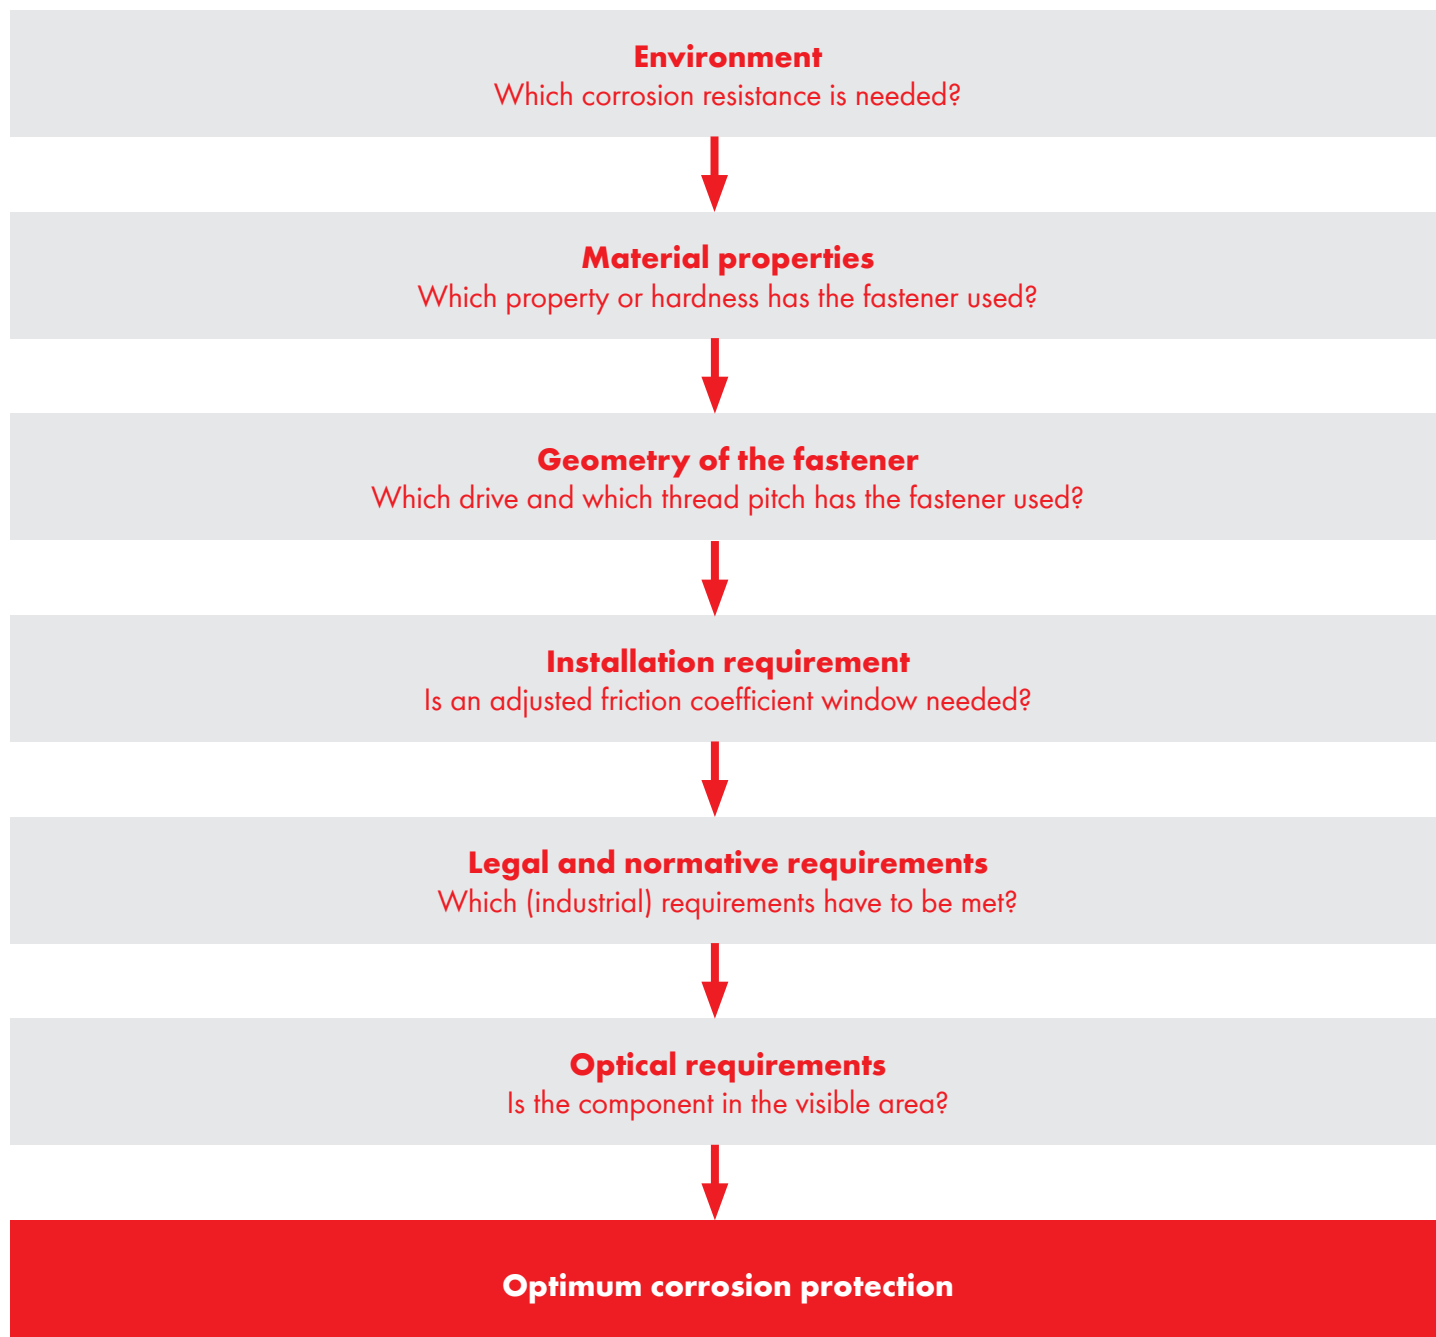 Environment
Which corrosion resistance is needed?
Material properties
Which property or hardness has the fastener used?
Geometry of the fastener
Which drive and which thread pitch has the fastener used?
Installation requirement
Is an adjusted friction coefficient window needed?
Legal and normative requirements
Which (industrial) requirements have to be met?
Optical requirements
Is the component in the visible area?
Optimum corrosion protection